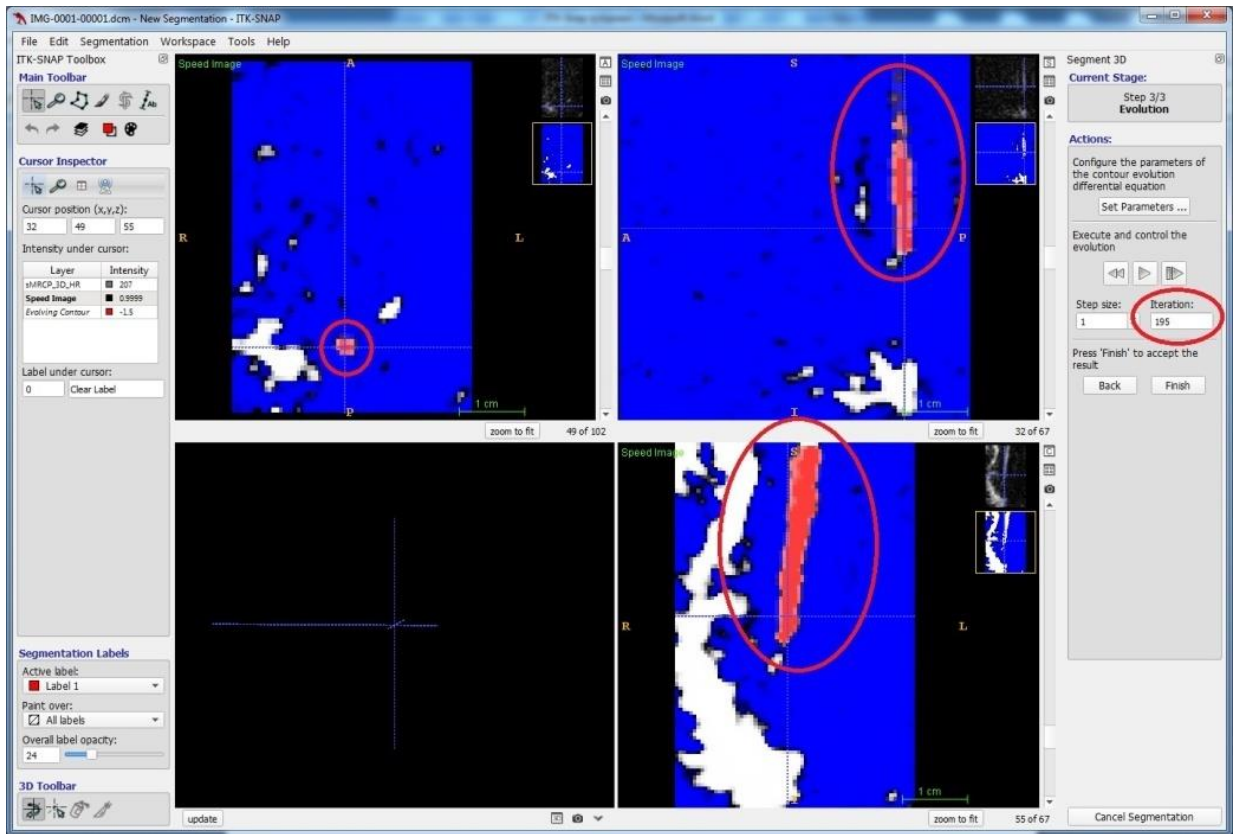 IMG-0001-00001.dcm - New Segmentation - ITK-SNAP
File Edit Segmentation Workspace Tools Help
ITK-SNAP Toolbox
Main Toolbar
Cursor Inspector
Cursor position (x,y,z):
32 49 55
Intensity under cursor:
Layer Intensity
sMRCP_3D_HR 207
Speed Image 0.9999
Evolving Contour -1.5
Label under cursor:
0 Clear Label
Segmentation Labels
Active label:
Label 1
Paint over:
All labels
Overall label opacity:
24
3D Toolbar
Speed Image
A
R
L
P
1 cm
A
zoom to fit 49 of 102
Speed Image
S
A
P
I
1 cm
S
zoom to fit 32 of 67
update
Speed Image
S
R
L
1 cm
C
zoom to fit 55 of 67
Segment 3D
Current Stage:
Step 3/3
Evolution
Actions:
Configure the parameters of
the contour evolution
differential equation
Set Parameters ...
Execute and control the
evolution
Step size: Iteration:
1 195
Press 'Finish' to accept the
result
Back Finish
Cancel Segmentation